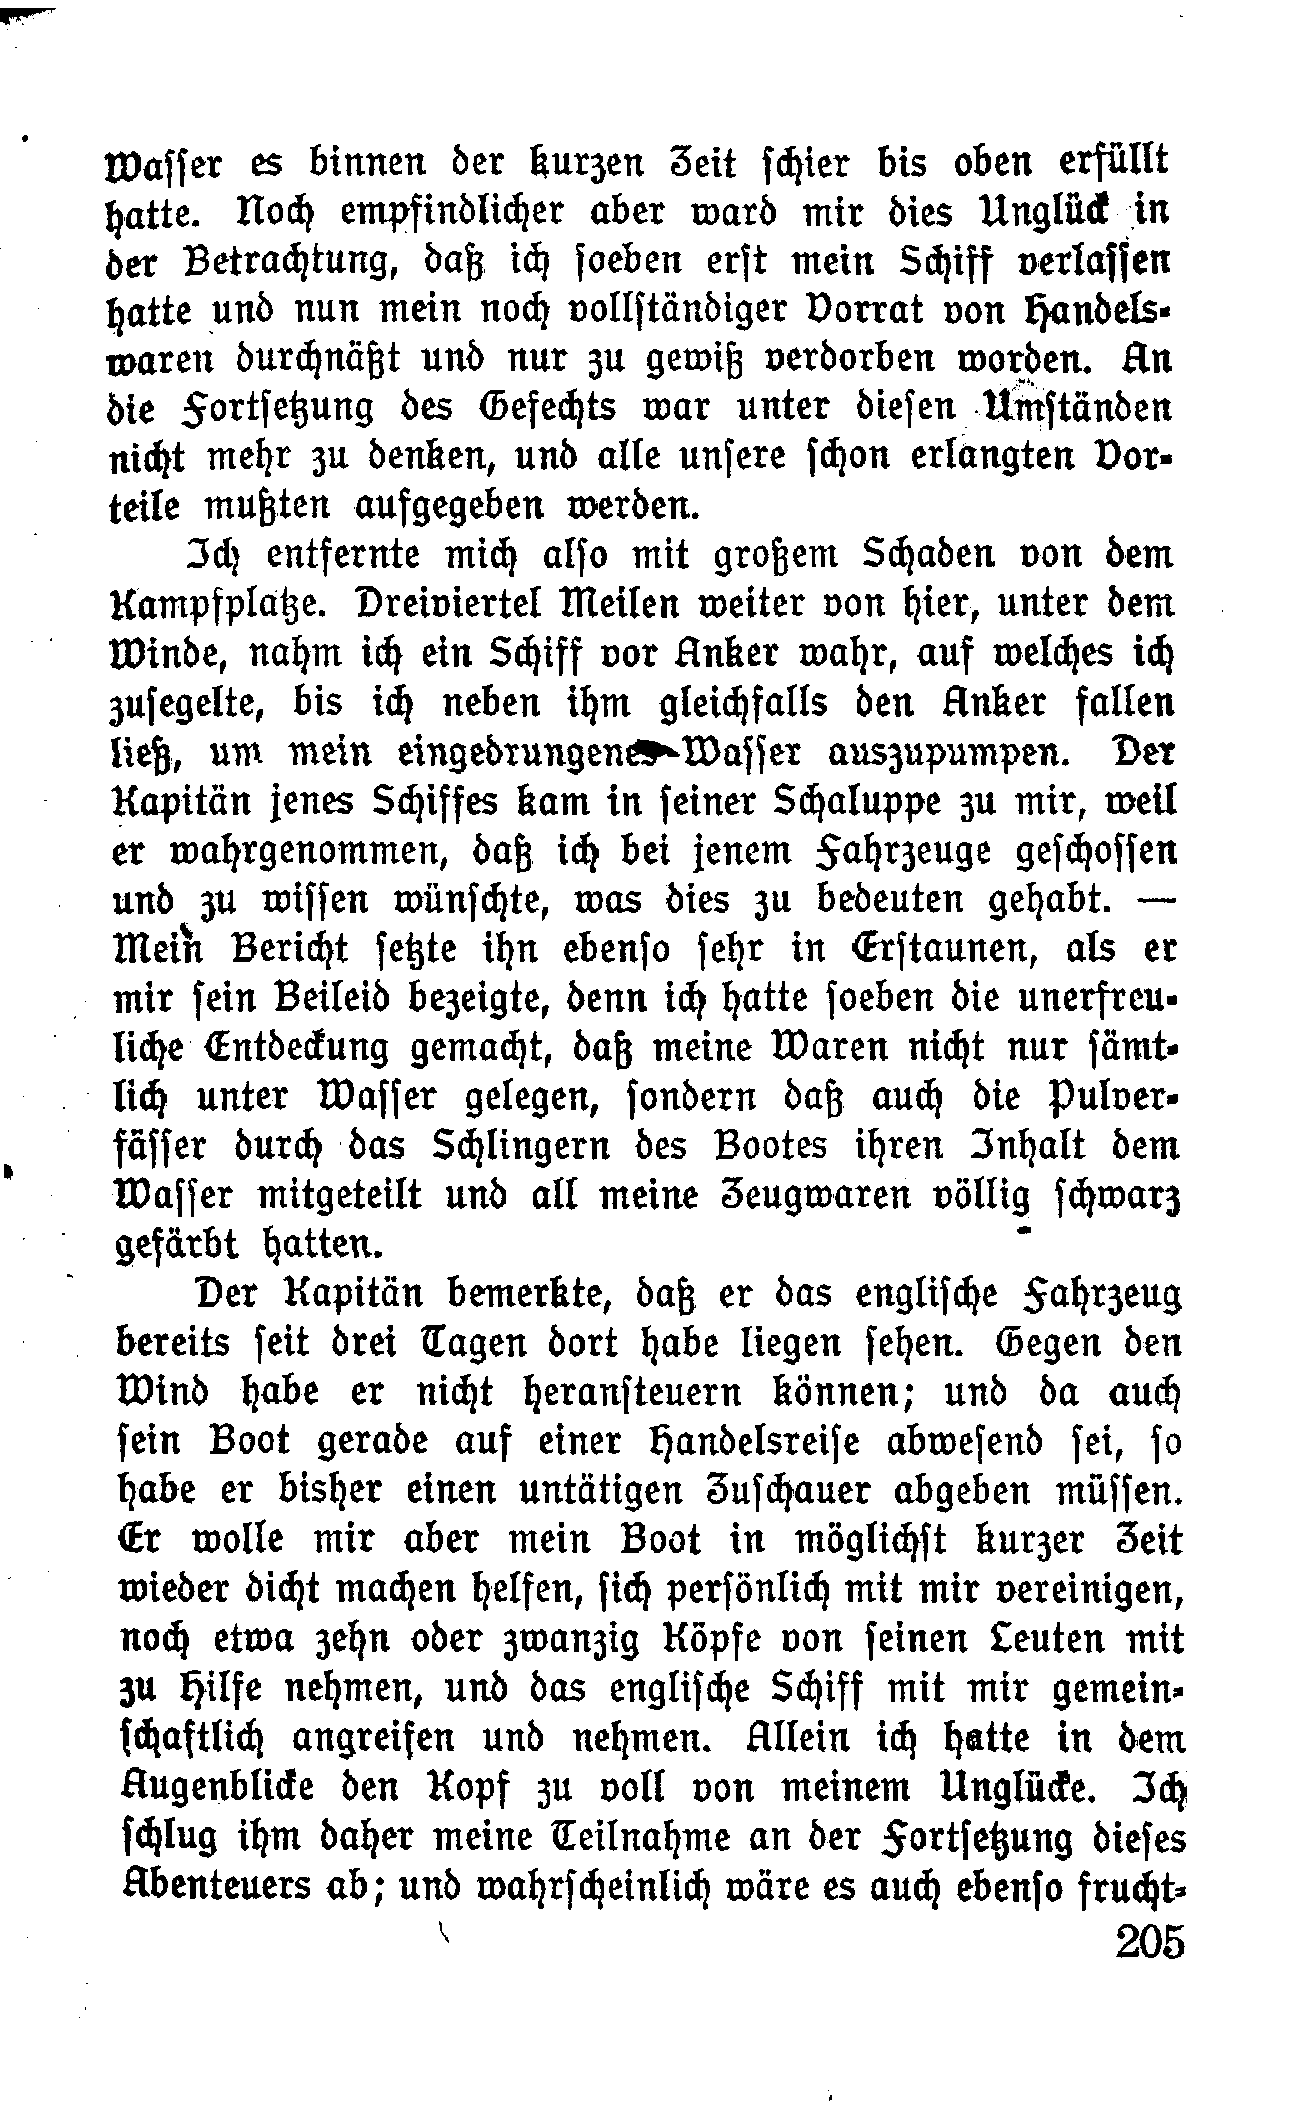 Wasser es binnen der kurzen Zeit schier bis oben erfüllt
hatte. Noch empfindlicher aber ward mir dies Unglück in
der Betrachtung, daß ich soeben erst mein Schiff verlassen
hatte und nun mein noch vollständiger Vorrat von Handels-
waren durchnäßt und nur zu gewiß verdorben worden. An
die Fortsetzung des Gefechts war unter diesen Umständen
nicht mehr zu denken, und alle unsere schon erlangten Vor-
teile mußten aufgegeben werden.
Ich entfernte mich also mit großem Schaden von dem
Kampfplatze. Dreiviertel Meilen weiter von hier, unter dem
Winde, nahm ich ein Schiff vor Anker wahr, auf welches ich
zusegelte, bis ich neben ihm gleichfalls den Anker fallen
ließ, um mein eingedrungenes Wasser auszupumpen. Der
Kapitän jenes Schiffes kam in seiner Schaluppe zu mir, weil
er wahrgenommen, daß ich bei jenem Fahrzeuge geschossen
und zu wissen wünschte, was dies zu bedeuten gehabt. —
Mein Bericht setzte ihn ebenso sehr in Erstaunen, als er
mir sein Beileid bezeigte, denn ich hatte soeben die unerfreu-
liche Entdeckung gemacht, daß meine Waren nicht nur sämt-
lich unter Wasser gelegen, sondern daß auch die Pulver-
fässer durch das Schlingern des Bootes ihren Inhalt dem
Wasser mitgeteilt und all meine Zeugwaren völlig schwarz
gefärbt hatten.
Der Kapitän bemerkte, daß er das englische Fahrzeug
bereits seit drei Tagen dort habe liegen sehen. Gegen den
Wind habe er nicht heransteuern können; und da auch
sein Boot gerade auf einer Handelsreise abwesend sei, so
habe er bisher einen untätigen Zuschauer abgeben müssen.
Er wolle mir aber mein Boot in möglichst kurzer Zeit
wieder dicht machen helfen, sich persönlich mit mir vereinigen,
noch etwa zehn oder zwanzig Köpfe von seinen Leuten mit
zu Hilfe nehmen, und das englische Schiff mit mir gemein-
schaftlich angreifen und nehmen. Allein ich hatte in dem
Augenblicke den Kopf zu voll von meinem Unglücke. Ich
schlug ihm daher meine Teilnahme an der Fortsetzung dieses
Abenteuers ab; und wahrscheinlich wäre es auch ebenso frucht-
205